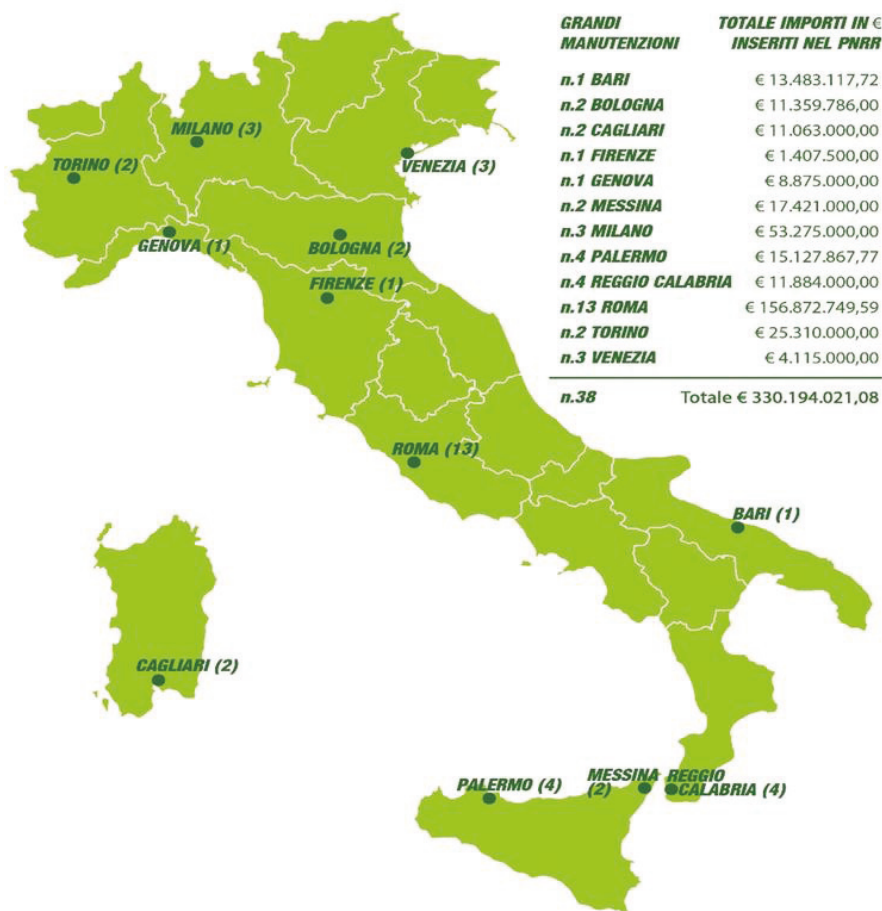 GRANDI TOTALE IMPORTI IN €
MANUTENZIONI INSERITI NEL PNRR
n.1 BARI € 13.483.117,72
n.2 BOLOGNA € 11.359.786,00
n.2 CAGLIARI € 11.063.000,00
n.1 FIRENZE € 1.407.500,00
n.1 GENOVA € 8.875.000,00
n.2 MESSINA € 17.421.000,00
n.3 MILANO € 53.275.000,00
n.4 PALERMO € 15.127.867,77
n.4 REGGIO CALABRIA € 11.884.000,00
n.13 ROMA € 156.872.749,59
n.2 TORINO € 25.310.000,00
n.3 VENEZIA € 4.115.000,00
n.38 Totale € 330.194.021,08
MILANO (3)
VENEZIA (3)
TORINO (2)
GENOVA (1)
BOLOGNA (2)
FIRENZE (1)
ROMA (13)
BARI (1)
CAGLIARI (2)
PALERMO (4)
MESSINA
(2)
REGGIO
CALABRIA (4)